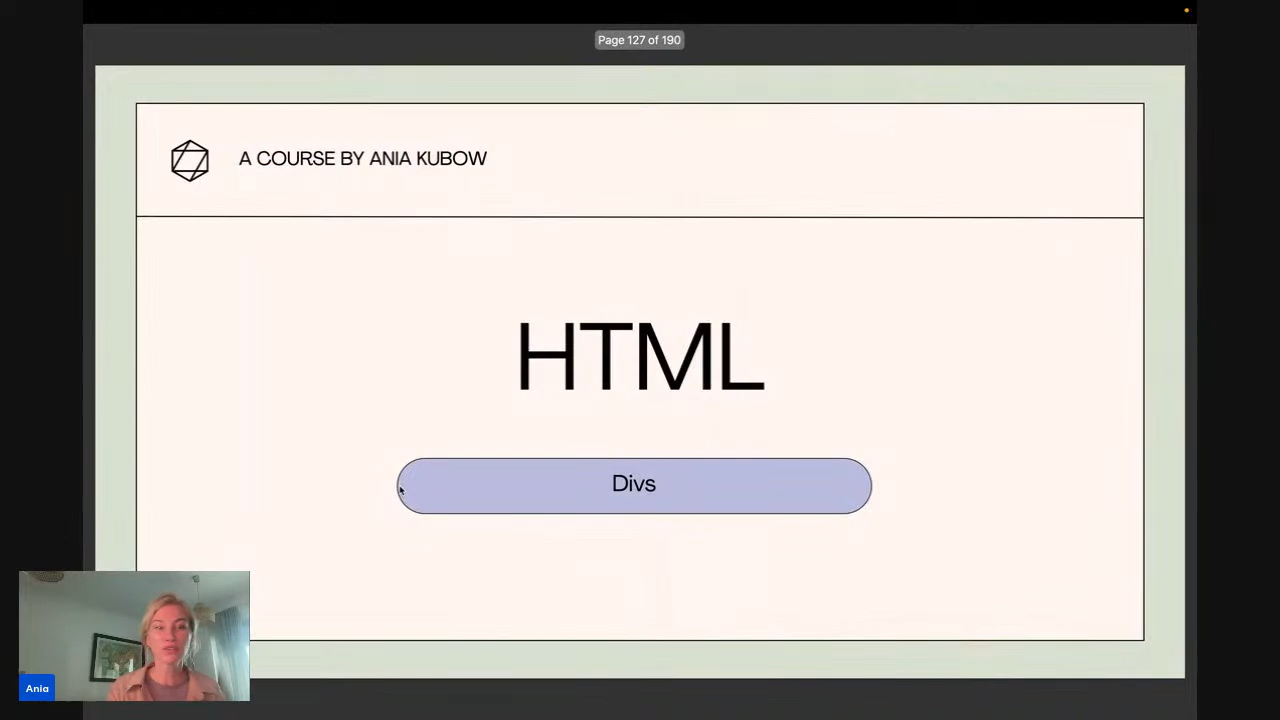 Page 127 of 190
A COURSE BY ANIA KUBOW
HTML
Divs
Ania